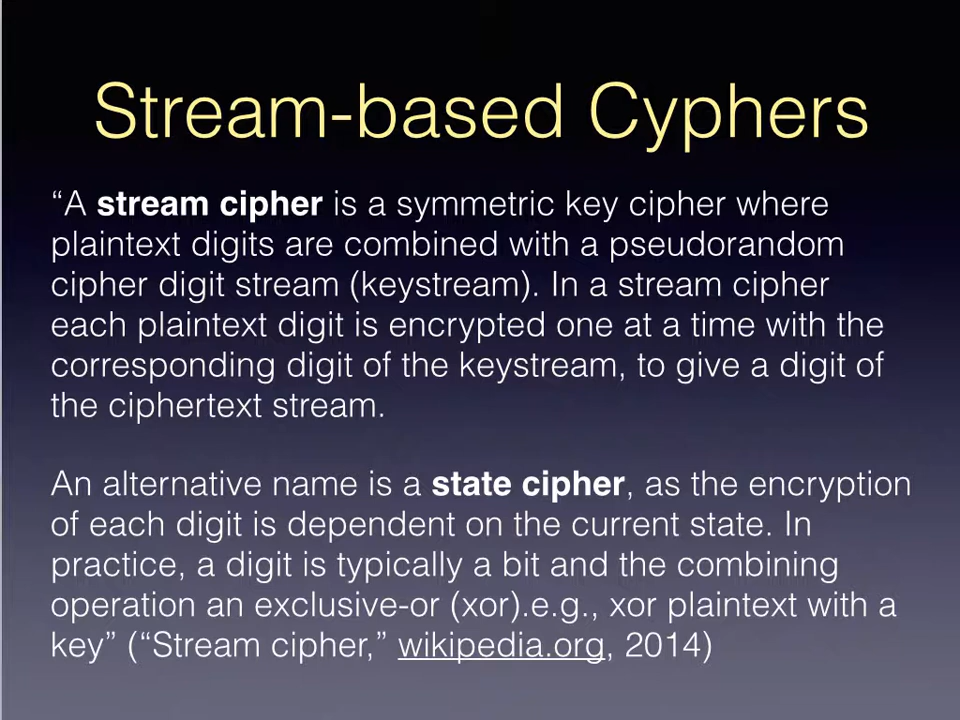 Stream-based Cyphers
“A stream cipher is a symmetric key cipher where
plaintext digits are combined with a pseudorandom
cipher digit stream (keystream). In a stream cipher
each plaintext digit is encrypted one at a time with the
corresponding digit of the keystream, to give a digit of
the ciphertext stream.
An alternative name is a state cipher, as the encryption
of each digit is dependent on the current state. In
practice, a digit is typically a bit and the combining
operation an exclusive-or (xor).e.g., xor plaintext with a
key” (“Stream cipher,” wikipedia.org, 2014)